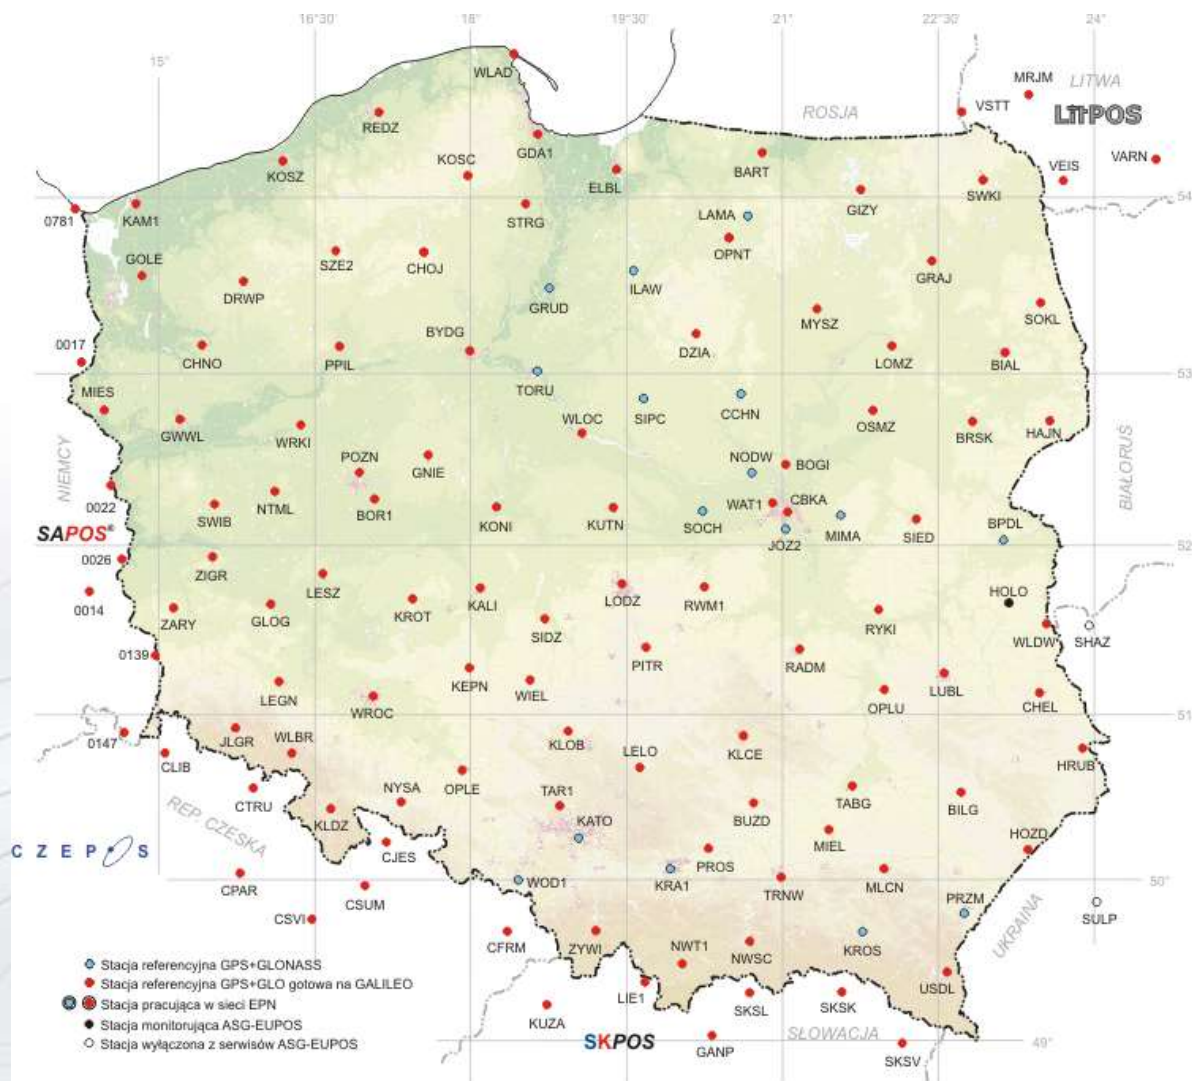 16°30'
18°
19°30'
21°
22°30'
24°
15°
WLAD
MRJM
LITWA
REDZ
ROSJA
VSTT
LITPOS
GDA1
KOSC
BART
VARN
KOSZ
ELBL
VEIS
SWKI
54°
0781
KAM1
STRG
LAMA
GIZY
GOLE
SZE2
CHOJ
OPNT
DRWP
ILAW
GRAJ
GRUD
MYSZ
SOKL
BYDG
0017
CHNO
PPIL
DZIA
LOMZ
BIAL
53°
MIES
TORU
GWWL
WRKI
WLOC
SIPC
CCHN
OSMZ
BRSK
HAJN
NIEMCY
POZN
GNIE
NODW
BOGI
BIAŁORUŚ
0022
SWIB
NTML
BOR1
KONI
KUTN
SOCH
WAT1
CBKA
MIMA
SIED
BPDL
SAPOS®
JOZ2
52°
0026
ZIGR
LESZ
KROT
KALI
LODZ
RWM1
HOLO
0014
ZARY
GLOG
SIDZ
RYKI
WLDW
SHAZ
0139
PITR
RADM
LEGN
WROC
KEPN
WIEL
OPLU
LUBL
CHEL
51°
0147
JLGR
WLBR
KLOB
LELO
KLCE
HRUB
CLIB
CTRU
NYSA
OPLE
TAR1
TABG
BILG
REP. CZESKA
KLDZ
KATO
BUZD
HOZD
CZEPOS
CJES
MIEL
CPAR
CSUM
WOD1
KRA1
PROS
TRNW
MLCN
50°
PRZM
CSVI
SULP
CFRM
ZYWI
NWT1
NWSC
KROS
UKRAINA
Stacja referencyjna GPS+GLONASS
Stacja referencyjna GPS+GLO gotowa na GALILEO
Stacja pracująca w sieci EPN
Stacja monitorująca ASG-EUPOS
Stacja wyłączona z serwisów ASG-EUPOS
USDL
KUZA
LIE1
SKSL
SKSK
SKPOS
GANP
SŁOWACJA
SKSV
49°